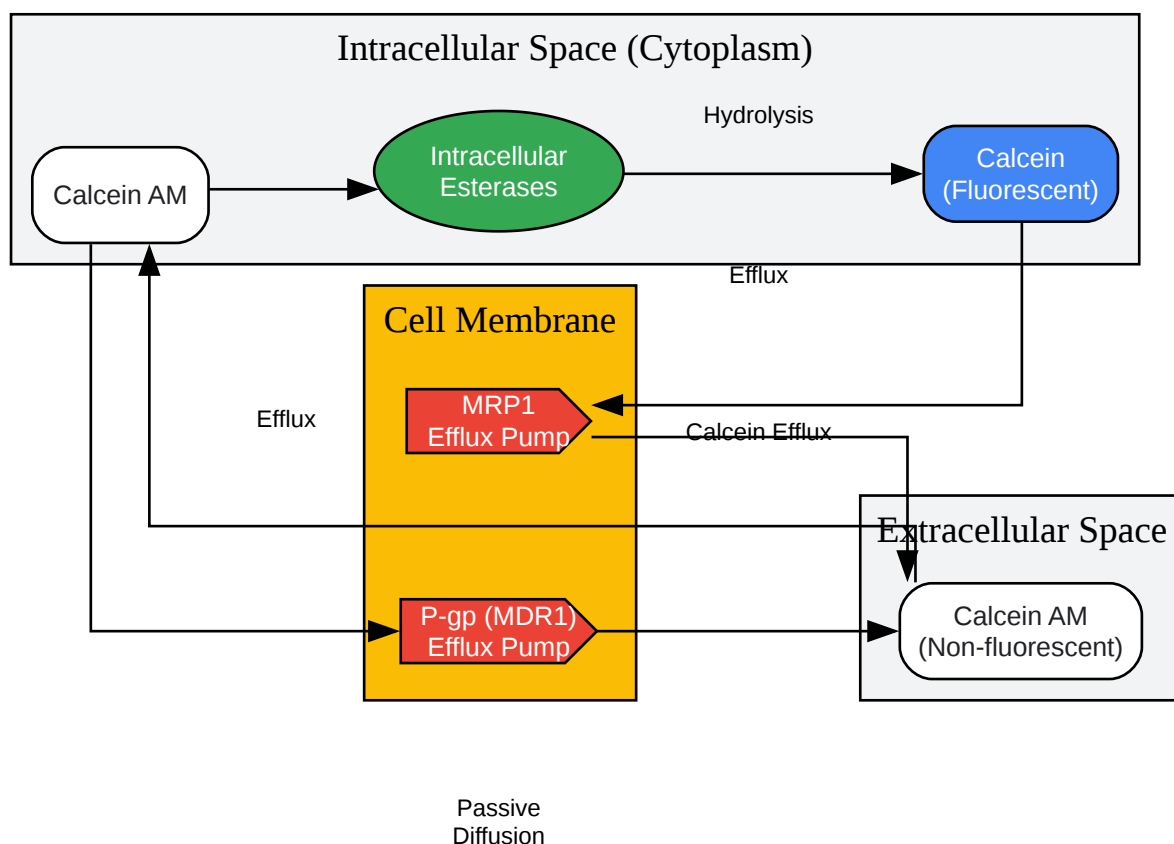 Intracellular Space (Cytoplasm)
Hydrolysis
Intracellular
Esterases
Calcein
(Fluorescent)
Calcein AM
Efflux
Cell Membrane
MRP1
Efflux Pump
Efflux
Calcein Efflux
Extracellular Space
P-gp (MDR1)
Efflux Pump
Calcein AM
(Non-fluorescent)
Passive
Diffusion